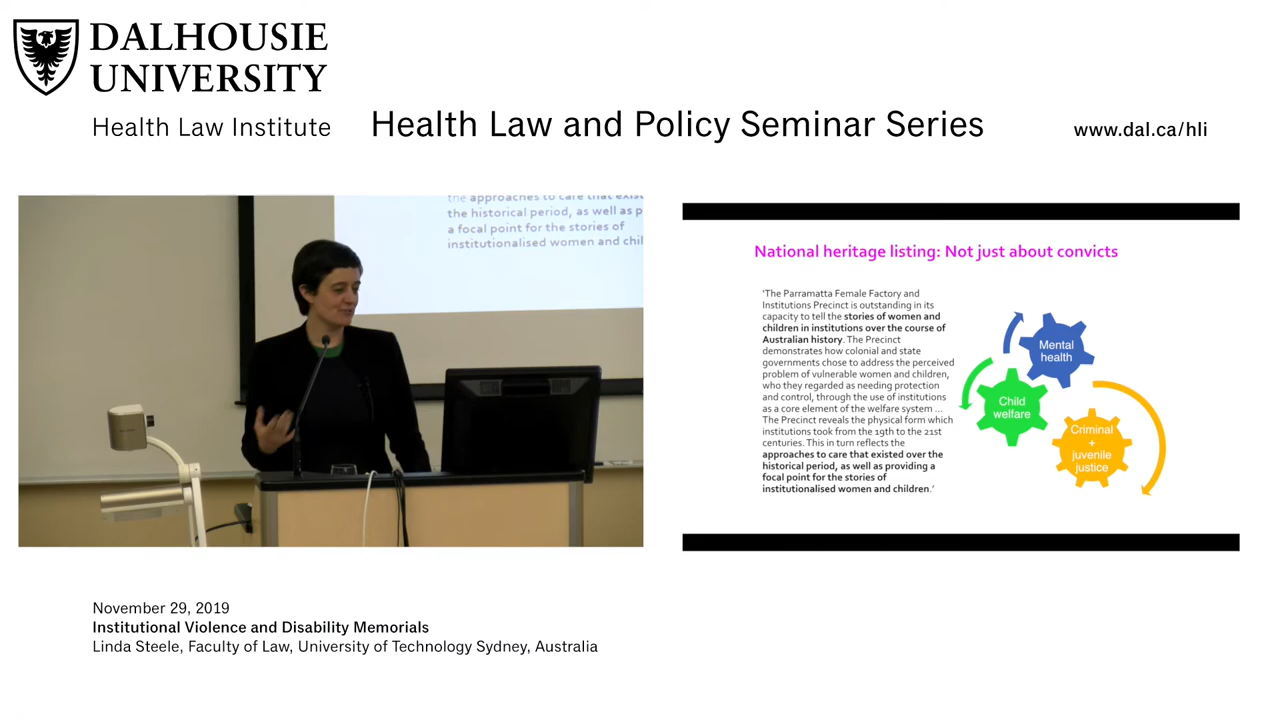 DALHOUSIE
UNIVERSITY
Health Law Institute
Health Law and Policy Seminar Series
www.dal.ca/hli
the approaches to care that
the historical period, as well as
a focal point for the stories of
institutionalised women and
National heritage listing: Not just about convicts
'The Parramatta Female Factory and
Institutions Precinct is outstanding in its
capacity to tell the stories of women and
children in institutions over the course of
Australian history. The Precinct
demonstrates how colonial and state
governments chose to address the perceived
problem of vulnerable women and children,
who they regarded as needing protection
and control, through the use of institutions
as a core element of the welfare system ...
The Precinct reveals the physical form which
institutions took from the 19th to the 21st
centuries. This in turn reflects the
approaches to care that existed over the
historical period, as well as providing a
focal point for the stories of
institutionalised women and children.'
Mental
health
Child
welfare
Criminal
+
juvenile
justice
November 29, 2019
Institutional Violence and Disability Memorials
Linda Steele, Faculty of Law, University of Technology Sydney, Australia